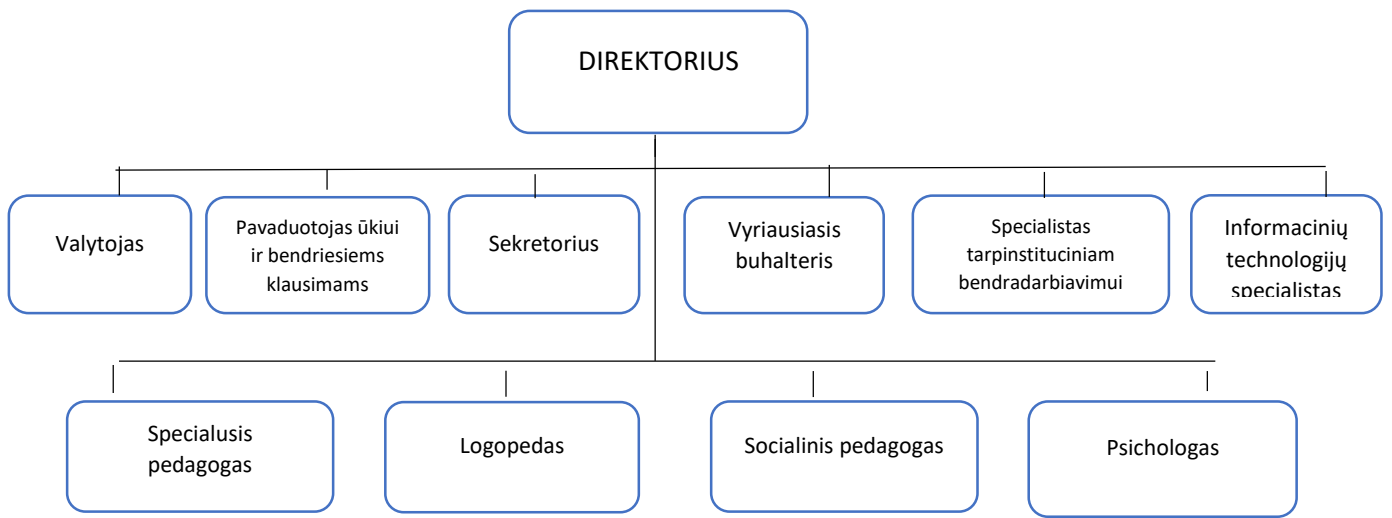 DIREKTORIUS
Valytojas
Pavaduotojas ūkiui
ir bendriesiems
klausimams
Sekretorius
Vyriausiasis
buhalteris
Specialistas
tarpinstituciniam
bendradarbiavimui
Informacinių
technologijų
specialistas
Specialusis
pedagogas
Logopedas
Socialinis pedagogas
Psichologas